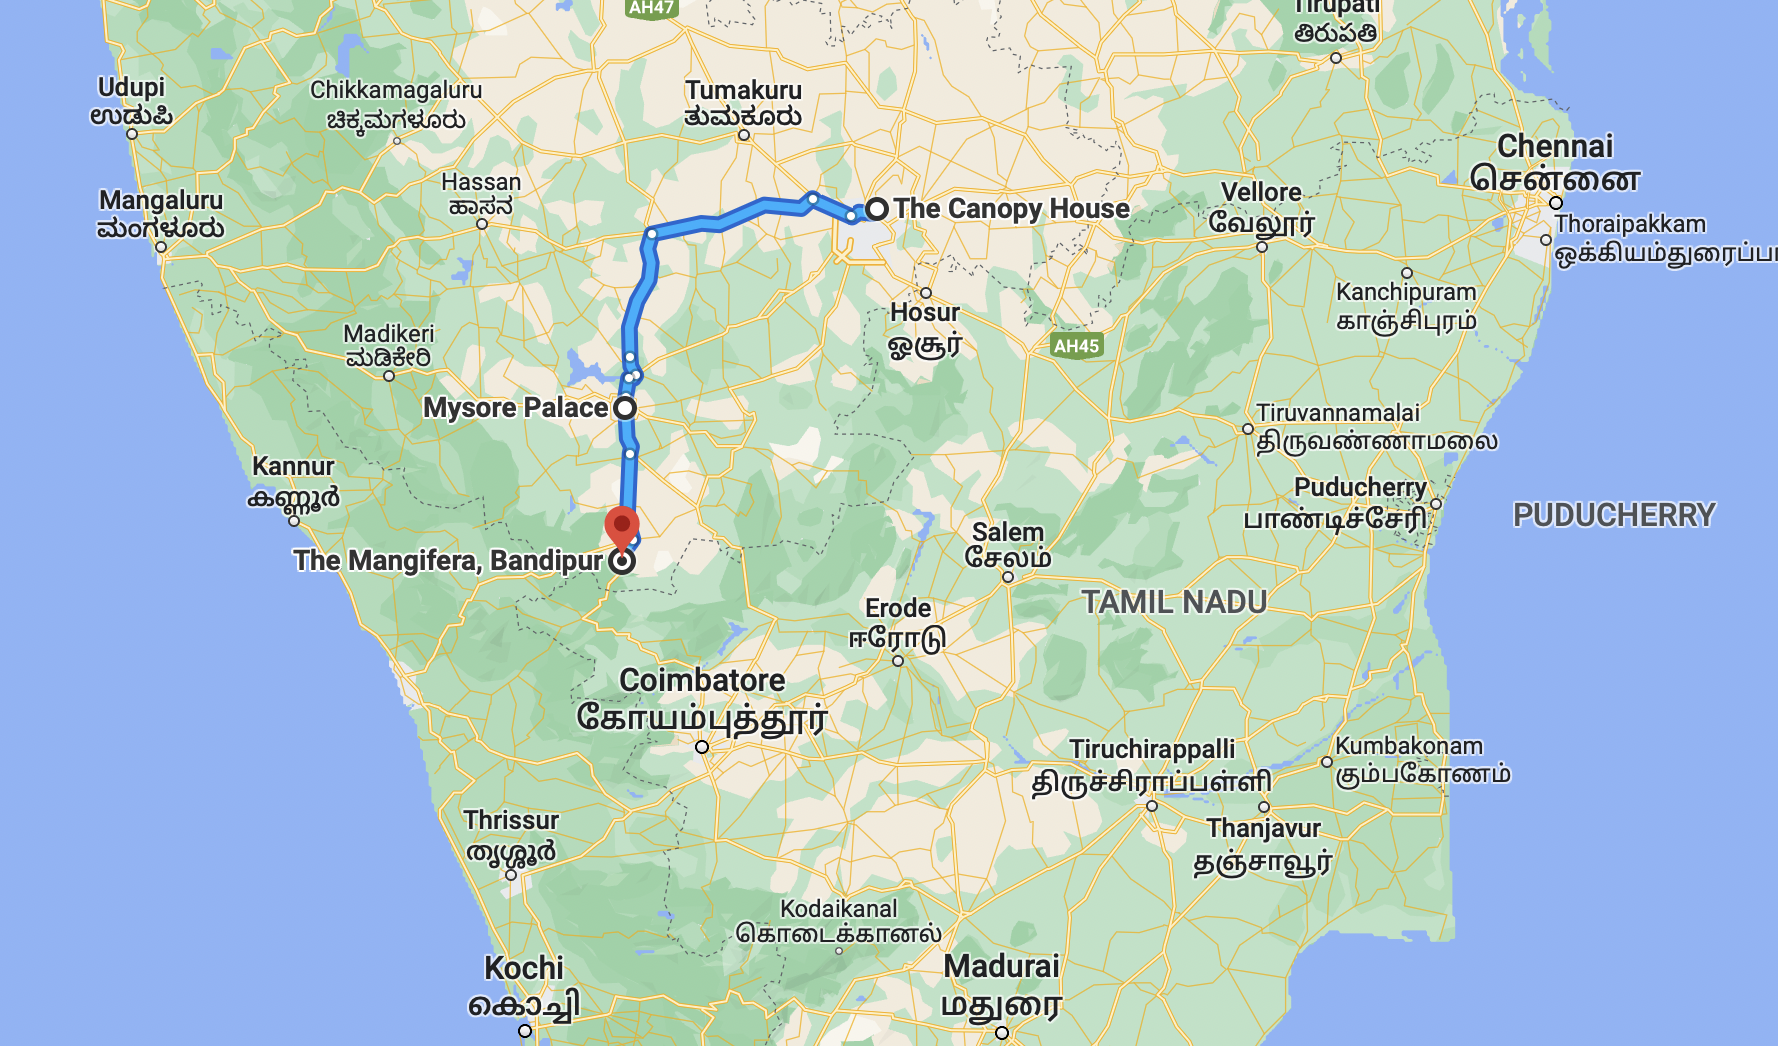 AH47
Tirupati
తిరుపతి
Udupi
ಉಡುಪಿ
Chikkamagaluru
ಚಿಕ್ಕಮಗಳೂರು
Tumakuru
ತುಮಕೂರು
Chennai
சென்னை
Mangaluru
ಮಂಗಳೂರು
Hassan
ಹಾಸನ
The Canopy House
Vellore
வேலூர்
Thoraipakkam
Hosur
ஓசூர்
Kanchipuram
காஞ்சிபுரம்
AH45
Madikeri
ಮಡಿಕೇರಿ
Mysore Palace
Tiruvannamalai
திருவண்ணாமலை
Kannur
കണ്ണൂർ
Puducherry
பாண்டிச்சேரி
PUDUCHERRY
Salem
சேலம்
The Mangifera, Bandipur
TAMIL NADU
Erode
ஈரோடு
Coimbatore
கோயம்புத்தூர்
Tiruchirappalli
திருச்சிராப்பள்ளி
Kumbakonam
கும்பகோணம்
Thrissur
തൃശ്ശൂർ
Thanjavur
தஞ்சாவூர்
Kodaikanal
கொடைக்கானல்
Kochi
കൊച്ചി
Madurai
மதுரை